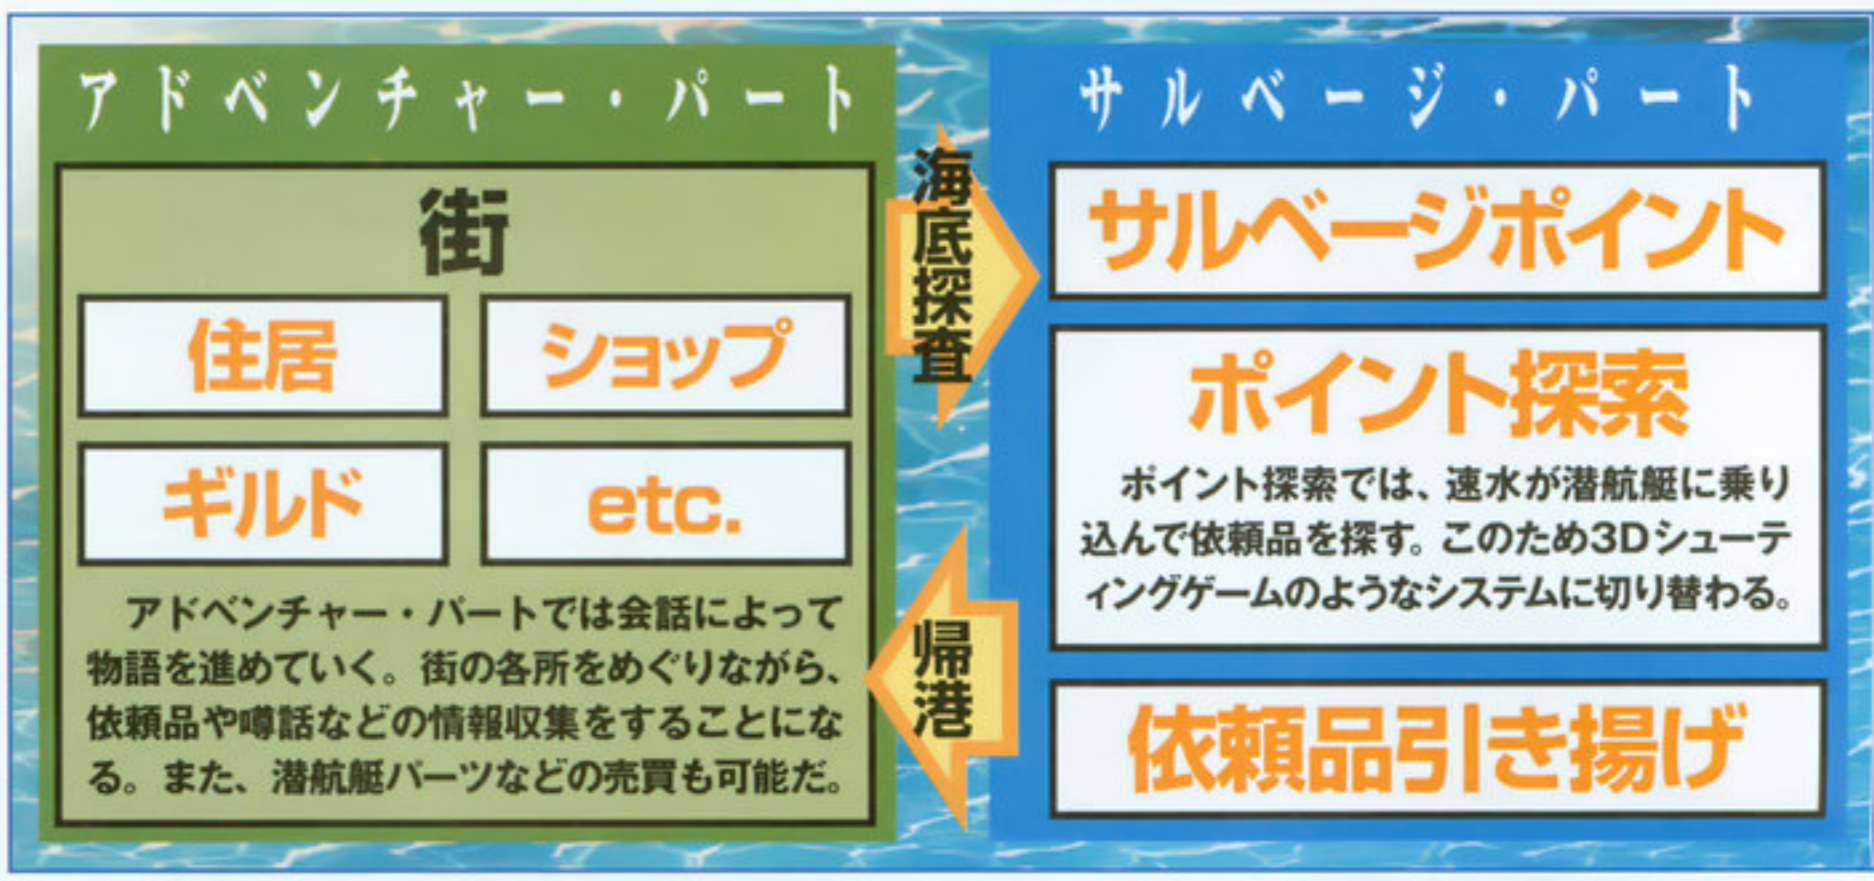 アドベンチャー・パート
街
住居
ショップ
ギルド
etc.
アドベンチャー・パートでは会話によって
物語を進めていく。街の各所をめぐりながら、
依頼品や噂話などの情報収集をすることにな
る。また、潜航艇パーツなどの売買も可能だ。
海底探査
帰港
サルベージ・パート
サルベージポイント
ポイント探索
ポイント探索では、速水が潜航艇に乗り
込んで依頼品を探す。このため3Dシューテ
ィングゲームのようなシステムに切り替わる。
依頼品引き揚げ